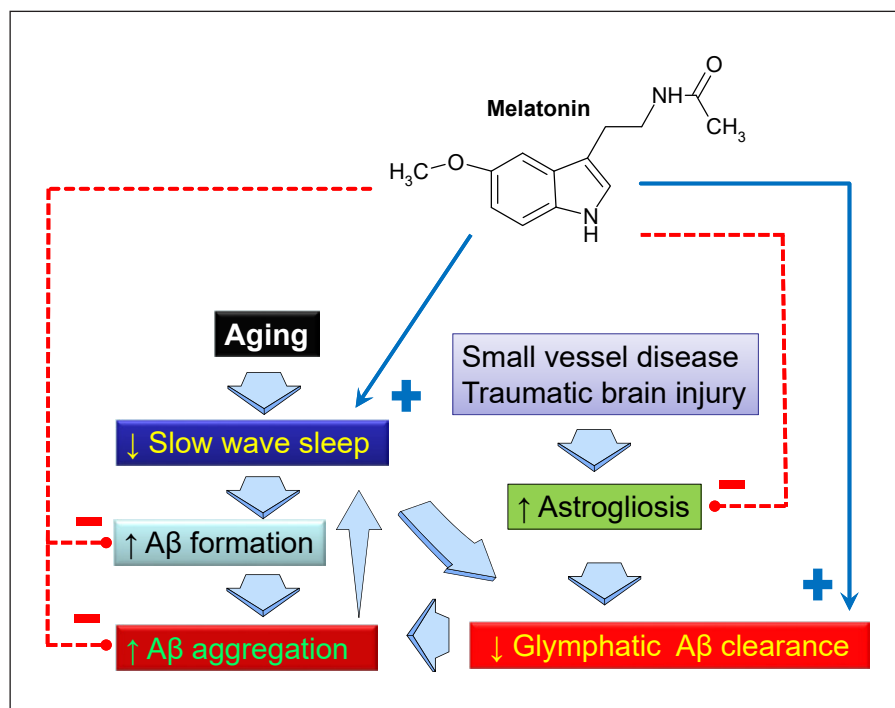 Melatonin
O
NH
CH3
H3C
O
N
H
Aging
+
Small vessel disease
Traumatic brain injury
↓ Slow wave sleep
−
↑ Astrogliosis
−
↑ Aβ formation
+
−
↑ Aβ aggregation
↓ Glymphatic Aβ clearance